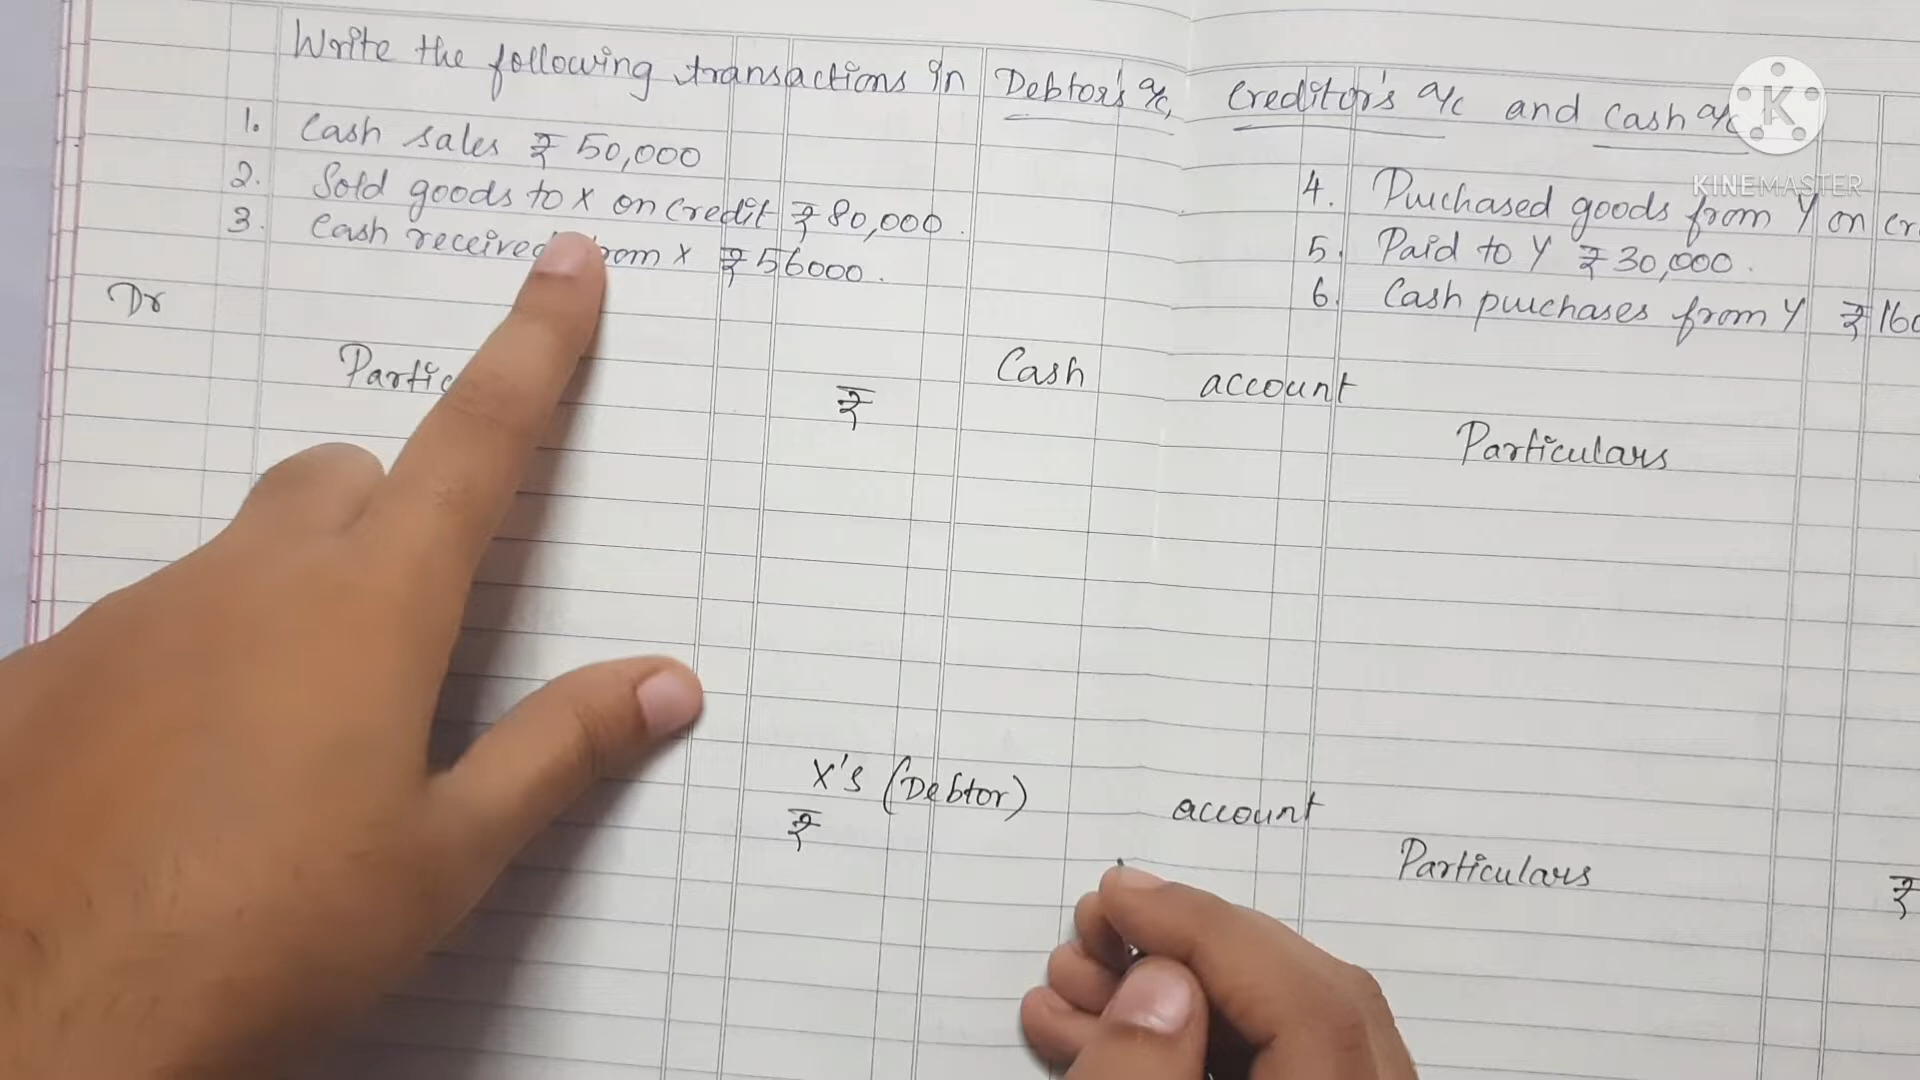 Write the following transactions in Debtor's a/c, Creditor's a/c and Cash a/c
1. Cash sales ₹ 50,000
2. Sold goods to X on credit ₹ 80,000.
3. Cash received from X ₹ 56000.
4. Purchased goods from Y on
5. Paid to Y ₹ 30,000.
6. Cash purchases from Y ₹
K
KINEMASTER
Dr
Cash account
₹
Particulars
X's (Debtor) account
₹
Particulars
₹